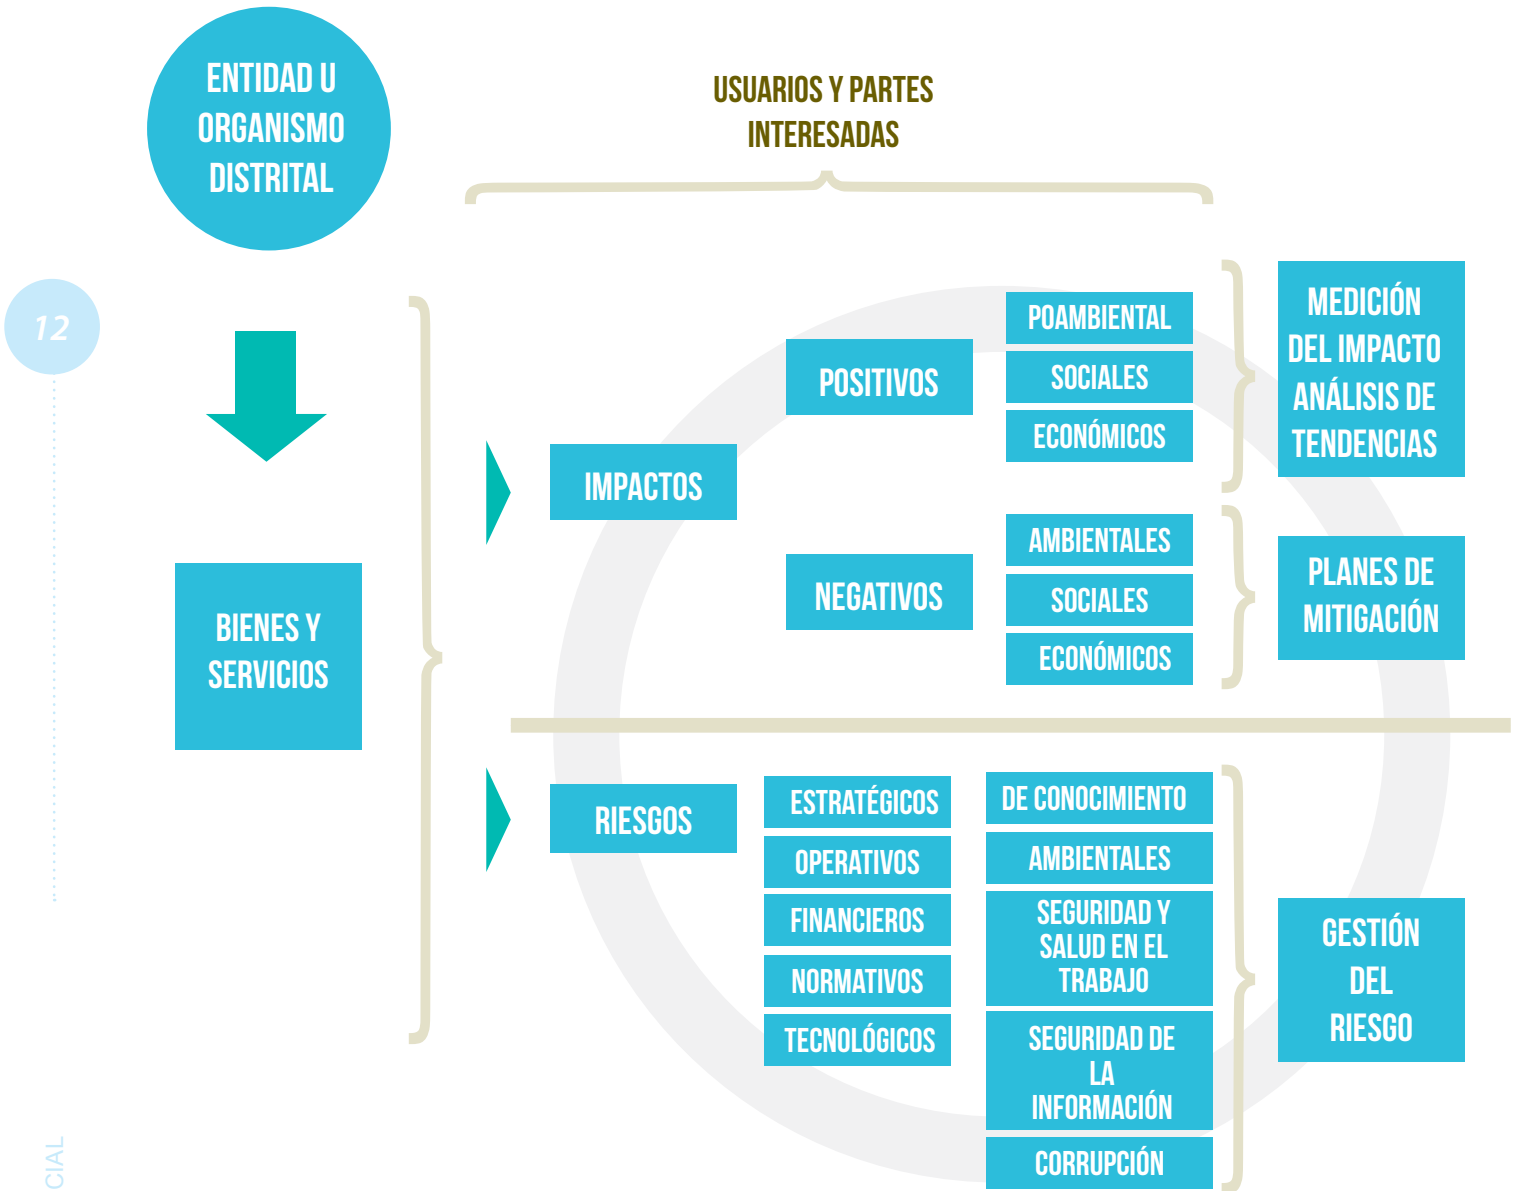 ENTIDAD U
ORGANISMO
DISTRITAL
USUARIOS Y PARTES
INTERESADAS
12
BIENES Y
SERVICIOS
IMPACTOS
POSITIVOS
POAMBIENTAL
SOCIALES
ECONÓMICOS
MEDICIÓN
DEL IMPACTO
ANÁLISIS DE
TENDENCIAS
NEGATIVOS
AMBIENTALES
SOCIALES
ECONÓMICOS
PLANES DE
MITIGACIÓN
RIESGOS
ESTRATÉGICOS
OPERATIVOS
FINANCIEROS
NORMATIVOS
TECNOLÓGICOS
DE CONOCIMIENTO
AMBIENTALES
SEGURIDAD Y
SALUD EN EL
TRABAJO
SEGURIDAD DE
LA
INFORMACIÓN
CORRUPCIÓN
GESTIÓN
DEL
RIESGO
CIAL